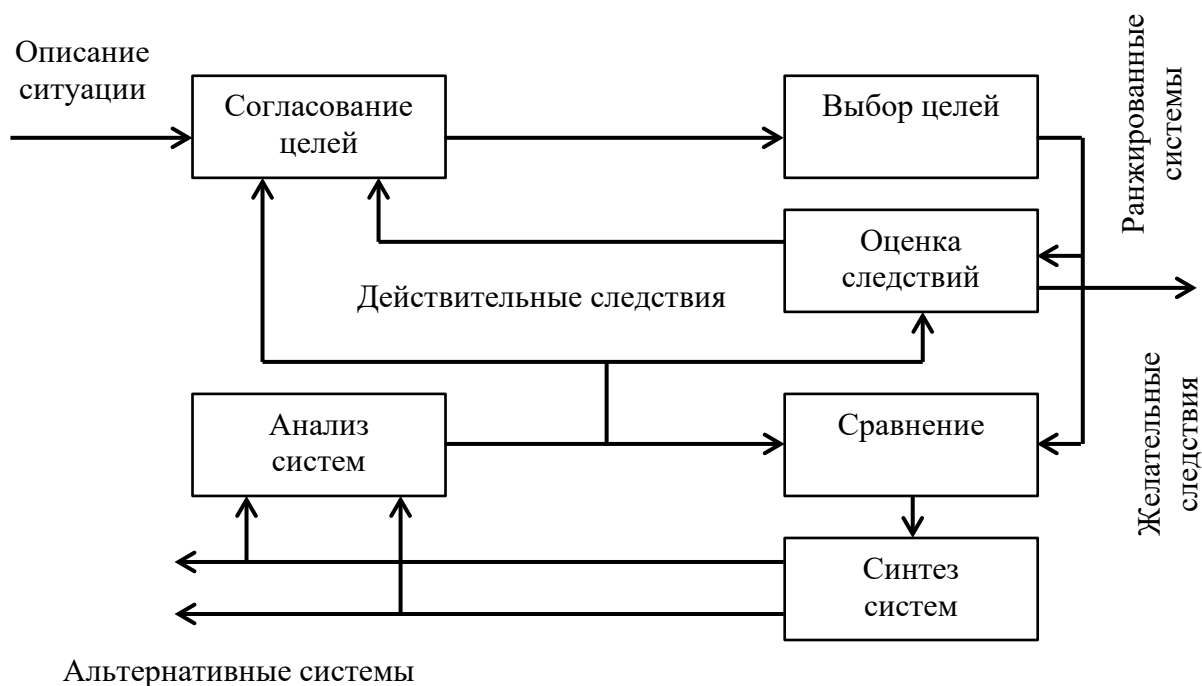 Описание
ситуации
Согласование
целей
Выбор целей
Ранжированные
системы
Оценка
следствий
Действительные следствия
Анализ
систем
Сравнение
Желательные
следствия
Синтез
систем
Альтернативные системы